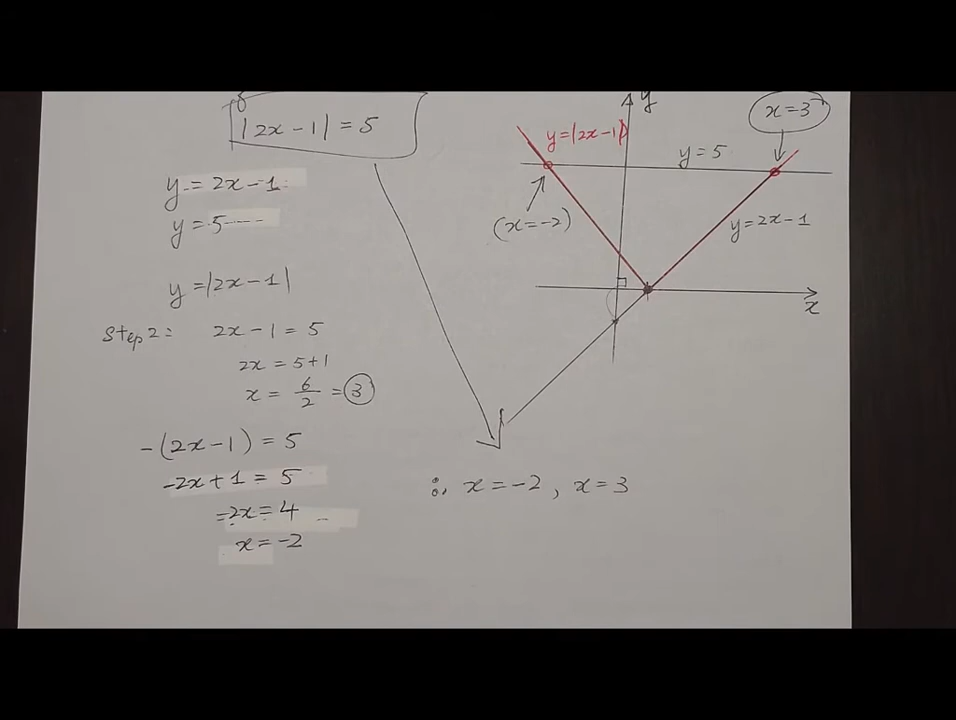 |2x-1| = 5
y = 2x-1
y = 5
y = |2x-1|
Step 2: 2x-1 = 5
2x = 5+1
x = 6/2 = 3
-(2x-1) = 5
-2x+1 = 5
-2x = 4
x = -2
y
x=3
y=|2x-1|
y=5
(x=-2)
y=2x-1
x
∴ x=-2, x=3